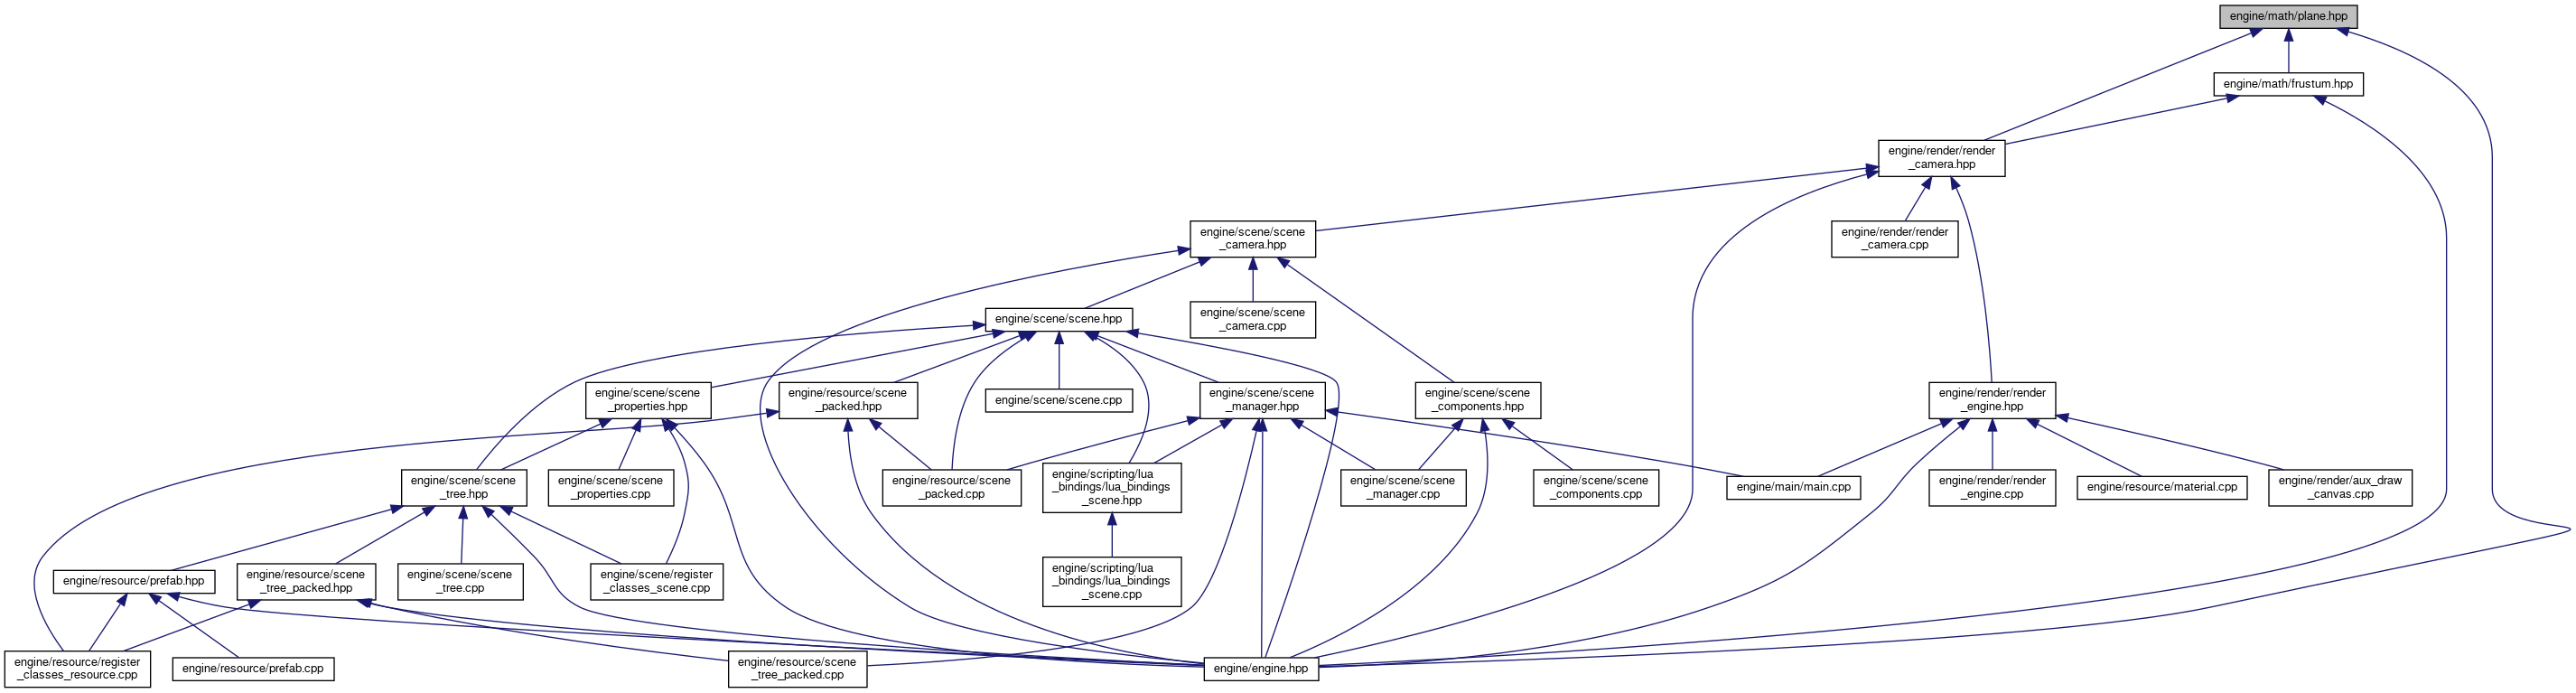 engine/math/plane.hpp
engine/math/frustum.hpp
engine/render/render
_camera.hpp
engine/scene/scene
_camera.hpp
engine/render/render
_camera.cpp
engine/scene/scene.hpp
engine/scene/scene
_camera.cpp
engine/scene/scene
_properties.hpp
engine/resource/scene
_packed.hpp
engine/scene/scene.cpp
engine/scene/scene
_manager.hpp
engine/scene/scene
_components.hpp
engine/render/render
_engine.hpp
engine/scene/scene
_tree.hpp
engine/scene/scene
_properties.cpp
engine/resource/scene
_packed.cpp
engine/scripting/lua
_bindings/lua_bindings
_scene.hpp
engine/scene/scene
_manager.cpp
engine/scene/scene
_components.cpp
engine/main/main.cpp
engine/render/render
_engine.cpp
engine/resource/material.cpp
engine/render/aux_draw
_canvas.cpp
engine/resource/prefab.hpp
engine/resource/scene
_tree_packed.hpp
engine/scene/scene
_tree.cpp
engine/scene/register
_classes_scene.cpp
engine/scripting/lua
_bindings/lua_bindings
_scene.cpp
engine/resource/register
_classes_resource.cpp
engine/resource/prefab.cpp
engine/resource/scene
_tree_packed.cpp
engine/engine.hpp